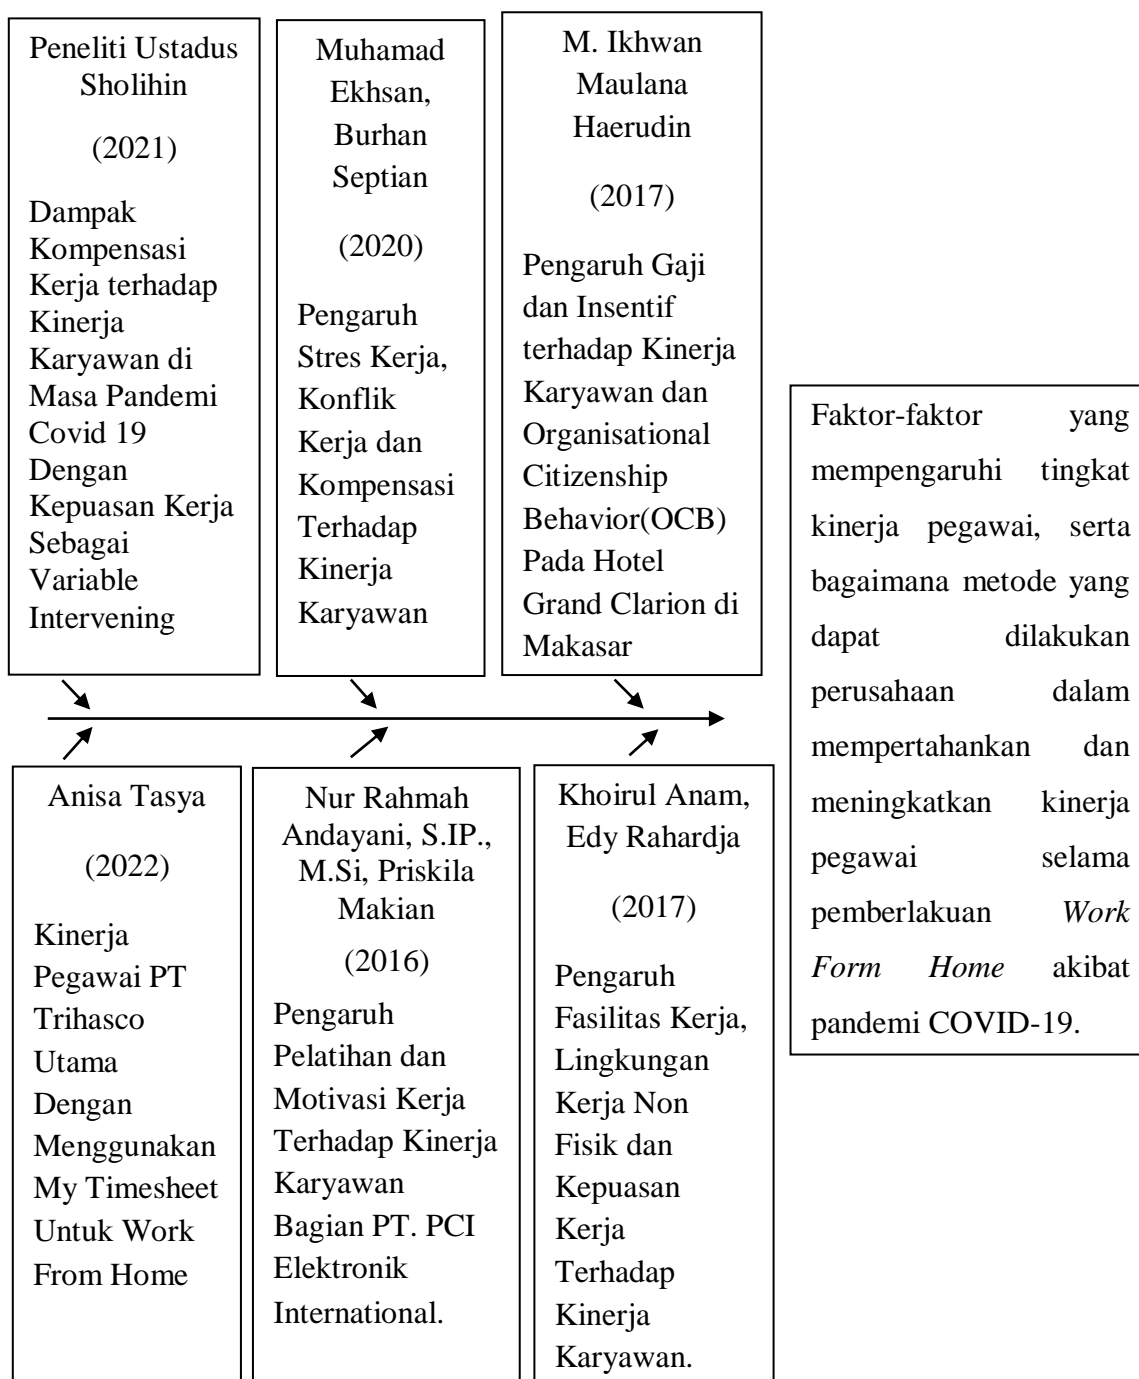 Peneliti Ustadus
Sholihin
(2021)
Dampak
Kompensasi
Kerja terhadap
Kinerja
Karyawan di
Masa Pandemi
Covid 19
Dengan
Kepuasan Kerja
Sebagai
Variable
Intervening
Muhamad
Ekhsan,
Burhan
Septian
(2020)
Pengaruh
Stres Kerja,
Konflik
Kerja dan
Kompensasi
Terhadap
Kinerja
Karyawan
M. Ikhwan
Maulana
Haerudin
(2017)
Pengaruh Gaji
dan Insentif
terhadap Kinerja
Karyawan dan
Organisational
Citizenship
Behavior(OCB)
Pada Hotel
Grand Clarion di
Makasar
Anisa Tasya
(2022)
Kinerja
Pegawai PT
Trihasco
Utama
Dengan
Menggunakan
My Timesheet
Untuk Work
From Home
Nur Rahmah
Andayani, S.IP.,
M.Si, Priskila
Makian
(2016)
Pengaruh
Pelatihan dan
Motivasi Kerja
Terhadap Kinerja
Karyawan
Bagian PT. PCI
Elektronik
International.
Khoirul Anam,
Edy Rahardja
(2017)
Pengaruh
Fasilitas Kerja,
Lingkungan
Kerja Non
Fisik dan
Kepuasan
Kerja
Terhadap
Kinerja
Karyawan.
Faktor-faktor yang
mempengaruhi tingkat
kinerja pegawai, serta
bagaimana metode yang
dapat dilakukan
perusahaan dalam
mempertahankan dan
meningkatkan kinerja
pegawai selama
pemberlakuan Work
Form Home akibat
pandemi COVID-19.